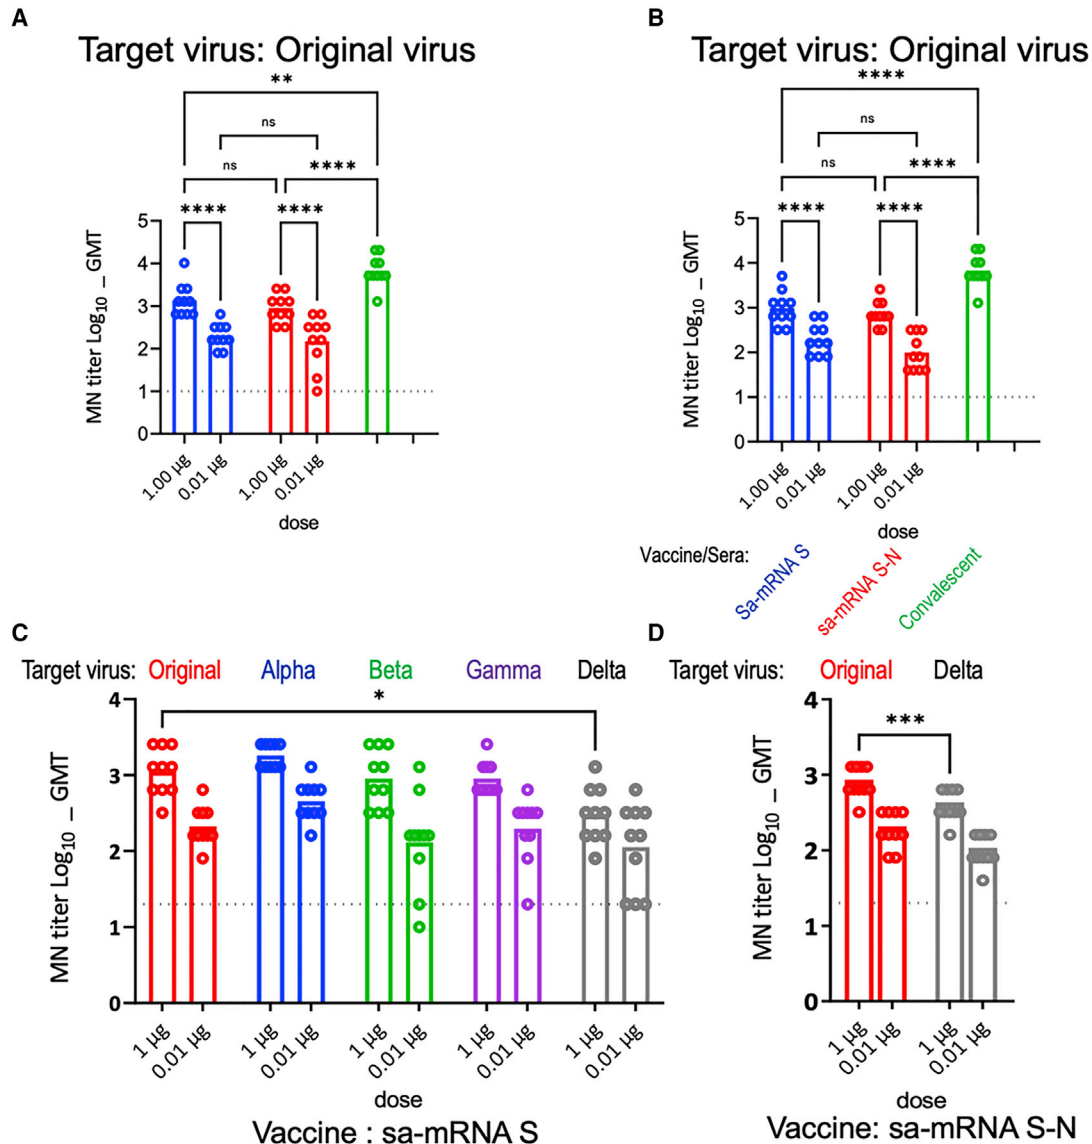 A
Target virus: Original virus
**
ns
ns
****
****
****
MN titer Log10 _ GMT
5
4
3
2
1
0
1.00 µg
0.01 µg
1.00 µg
0.01 µg
dose
B
Target virus: Original virus
****
ns
ns
****
****
****
MN titer Log10 _ GMT
5
4
3
2
1
0
1.00 µg
0.01 µg
1.00 µg
0.01 µg
dose
Vaccine/Sera:
Sa-mRNA S
sa-mRNA S-N
Convalescent
C
Target virus: Original Alpha Beta Gamma Delta
*
MN titer Log10 _ GMT
4
3
2
1
0
1 µg
0.01 µg
1 µg
0.01 µg
1 µg
0.01 µg
1 µg
0.01 µg
1 µg
0.01 µg
dose
Vaccine : sa-mRNA S
D
Target virus: Original Delta
***
MN titer Log10 _ GMT
4
3
2
1
0
1 µg
0.01 µg
1 µg
0.01 µg
dose
Vaccine: sa-mRNA S-N